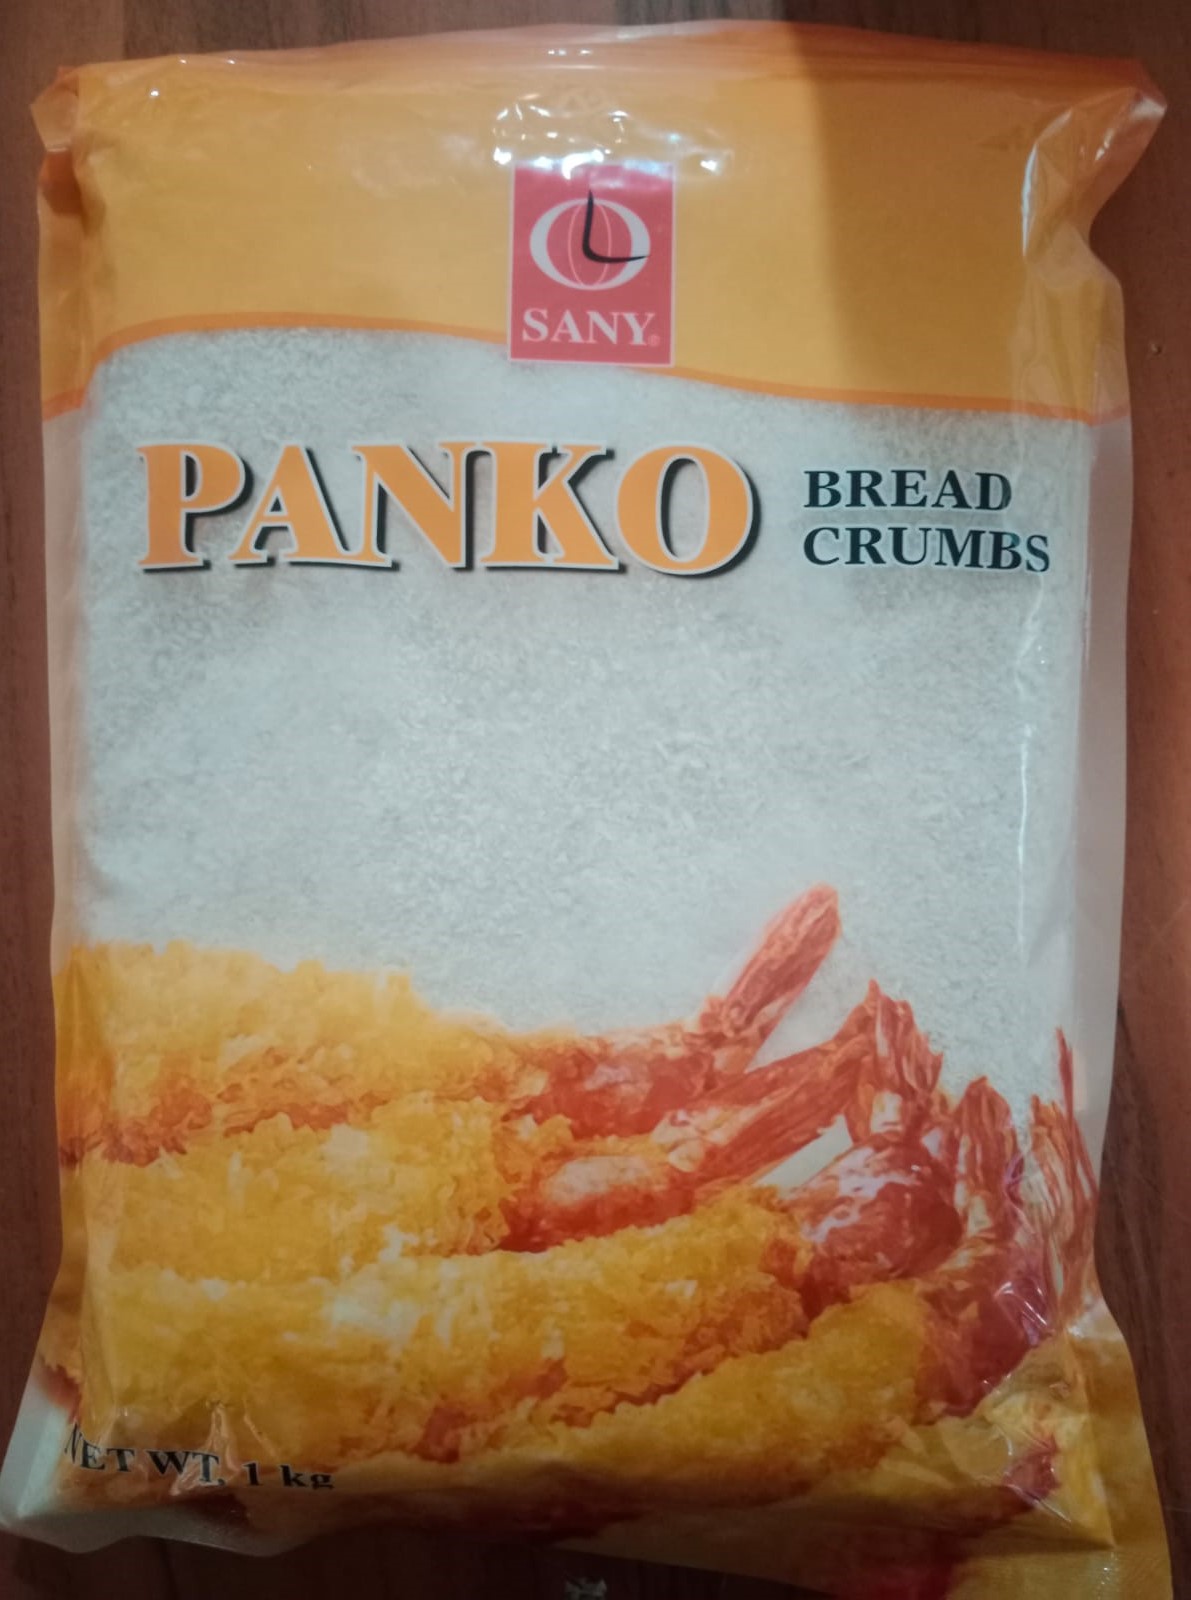 SANY®
PANKO
BREAD
CRUMBS
NET WT. 1 kg